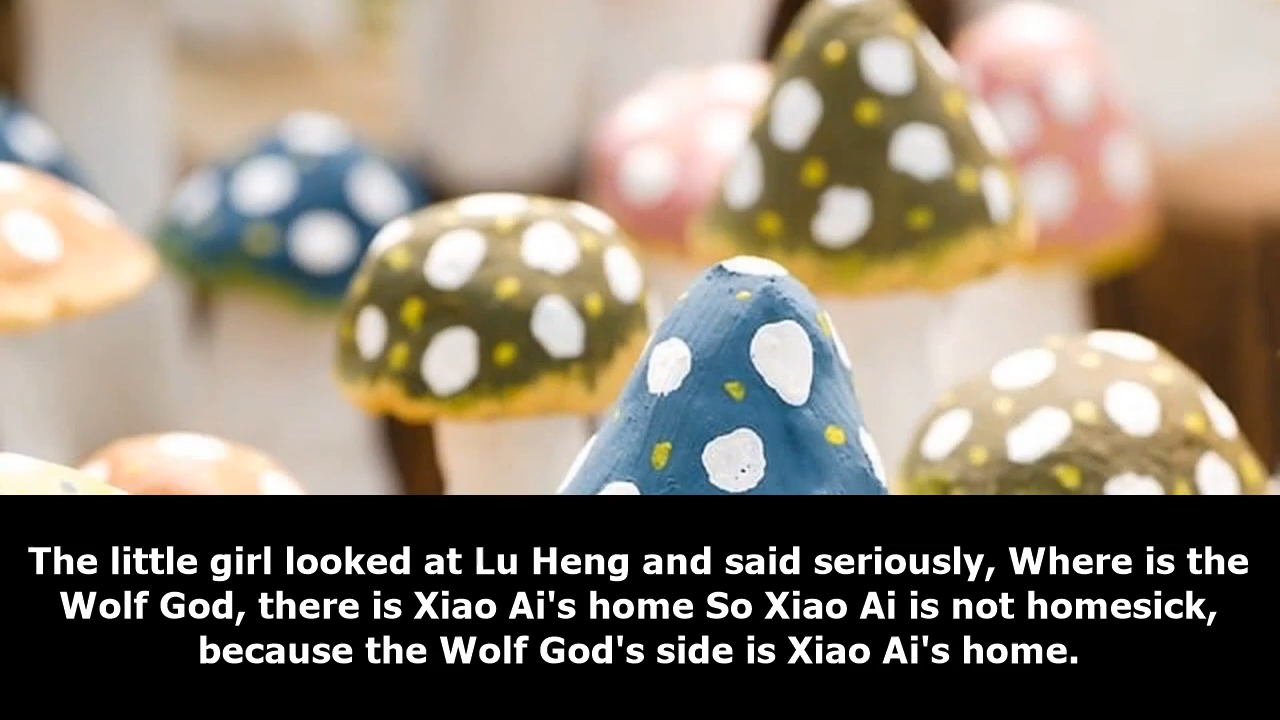 The little girl looked at Lu Heng and said seriously, Where is the
Wolf God, there is Xiao Ai's home So Xiao Ai is not homesick,
because the Wolf God's side is Xiao Ai's home.